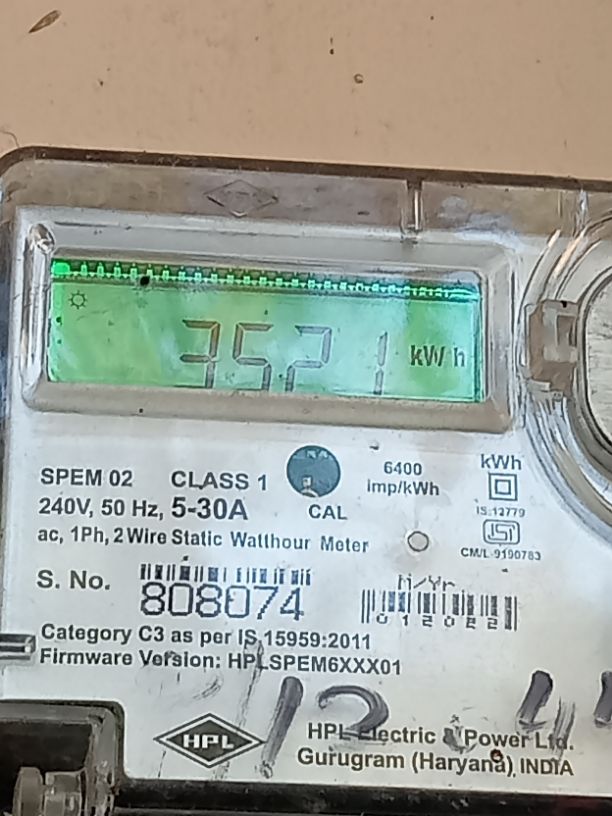 3521 kWh
SPEM 02 CLASS 1 6400 imp/kWh kWh
240V, 50 Hz, 5-30A CAL IS:13779
ac, 1Ph, 2Wire Static Watthour Meter CM/L-9190783
S. No. 808074 M/Yr 012022
Category C3 as per IS 15959:2011
Firmware Version: HPLSPEM6XXX01
HPL HPL Electric & Power Ltd.
Gurugram (Haryana), INDIA